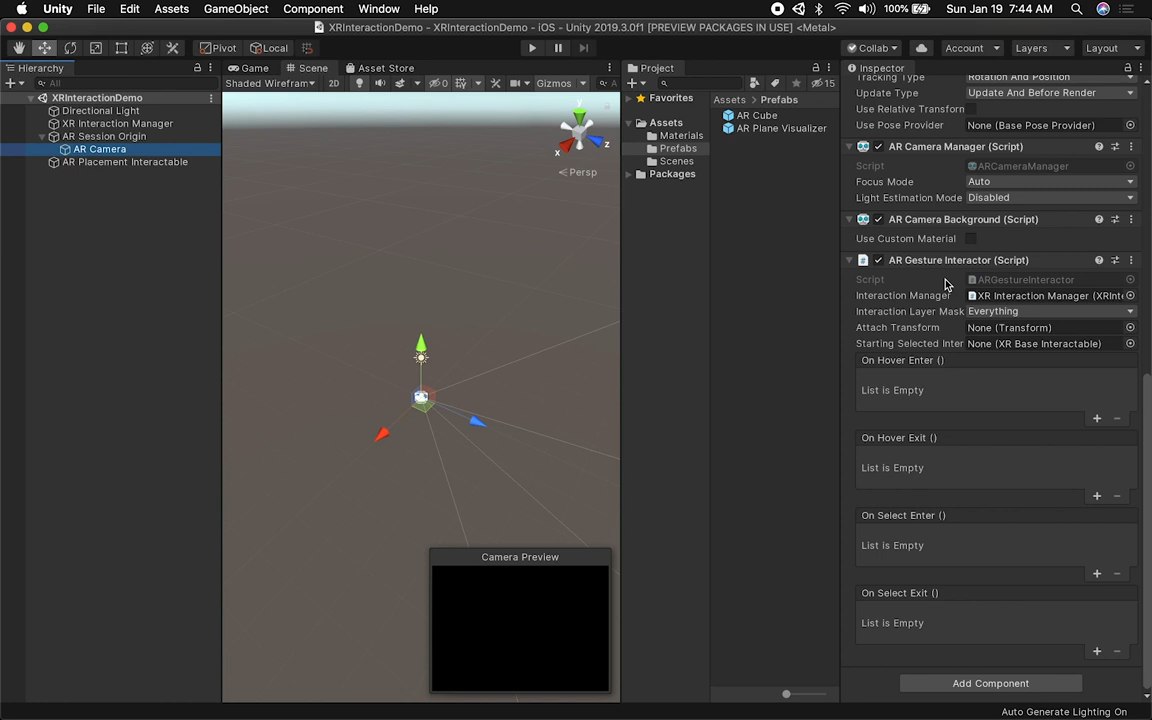 Unity File Edit Assets GameObject Component Window Help 100% Sun Jan 19 7:44 AM
XRInteractionDemo - XRInteractionDemo - iOS - Unity 2019.3.0f1 [PREVIEW PACKAGES IN USE] <Metal>
Pivot Local Collab Account Layers Layout
Hierarchy Game Scene Asset Store Project Inspector
All Shaded Wirefram 2D 0 Gizmos A 15
Tracking Type Rotation And Position
Update Type Update And Before Render
Use Relative Transforn
Use Pose Provider None (Base Pose Provider)
XRInteractionDemo
Directional Light
XR Interaction Manager
AR Session Origin
AR Camera
AR Placement Interactable
y
x
z
Persp
Camera Preview
Favorites
Assets
Materials
Prefabs
Scenes
Packages
Assets > Prefabs
AR Cube
AR Plane Visualizer
AR Camera Manager (Script)
Script ARCameraManager
Focus Mode Auto
Light Estimation Mode Disabled
AR Camera Background (Script)
Use Custom Material
AR Gesture Interactor (Script)
Script ARGestureInteractor
Interaction Manager XR Interaction Manager (XRInte
Interaction Layer Mask Everything
Attach Transform None (Transform)
Starting Selected Inter None (XR Base Interactable)
On Hover Enter ()
List is Empty
On Hover Exit ()
List is Empty
On Select Enter ()
List is Empty
On Select Exit ()
List is Empty
Add Component
Auto Generate Lighting On